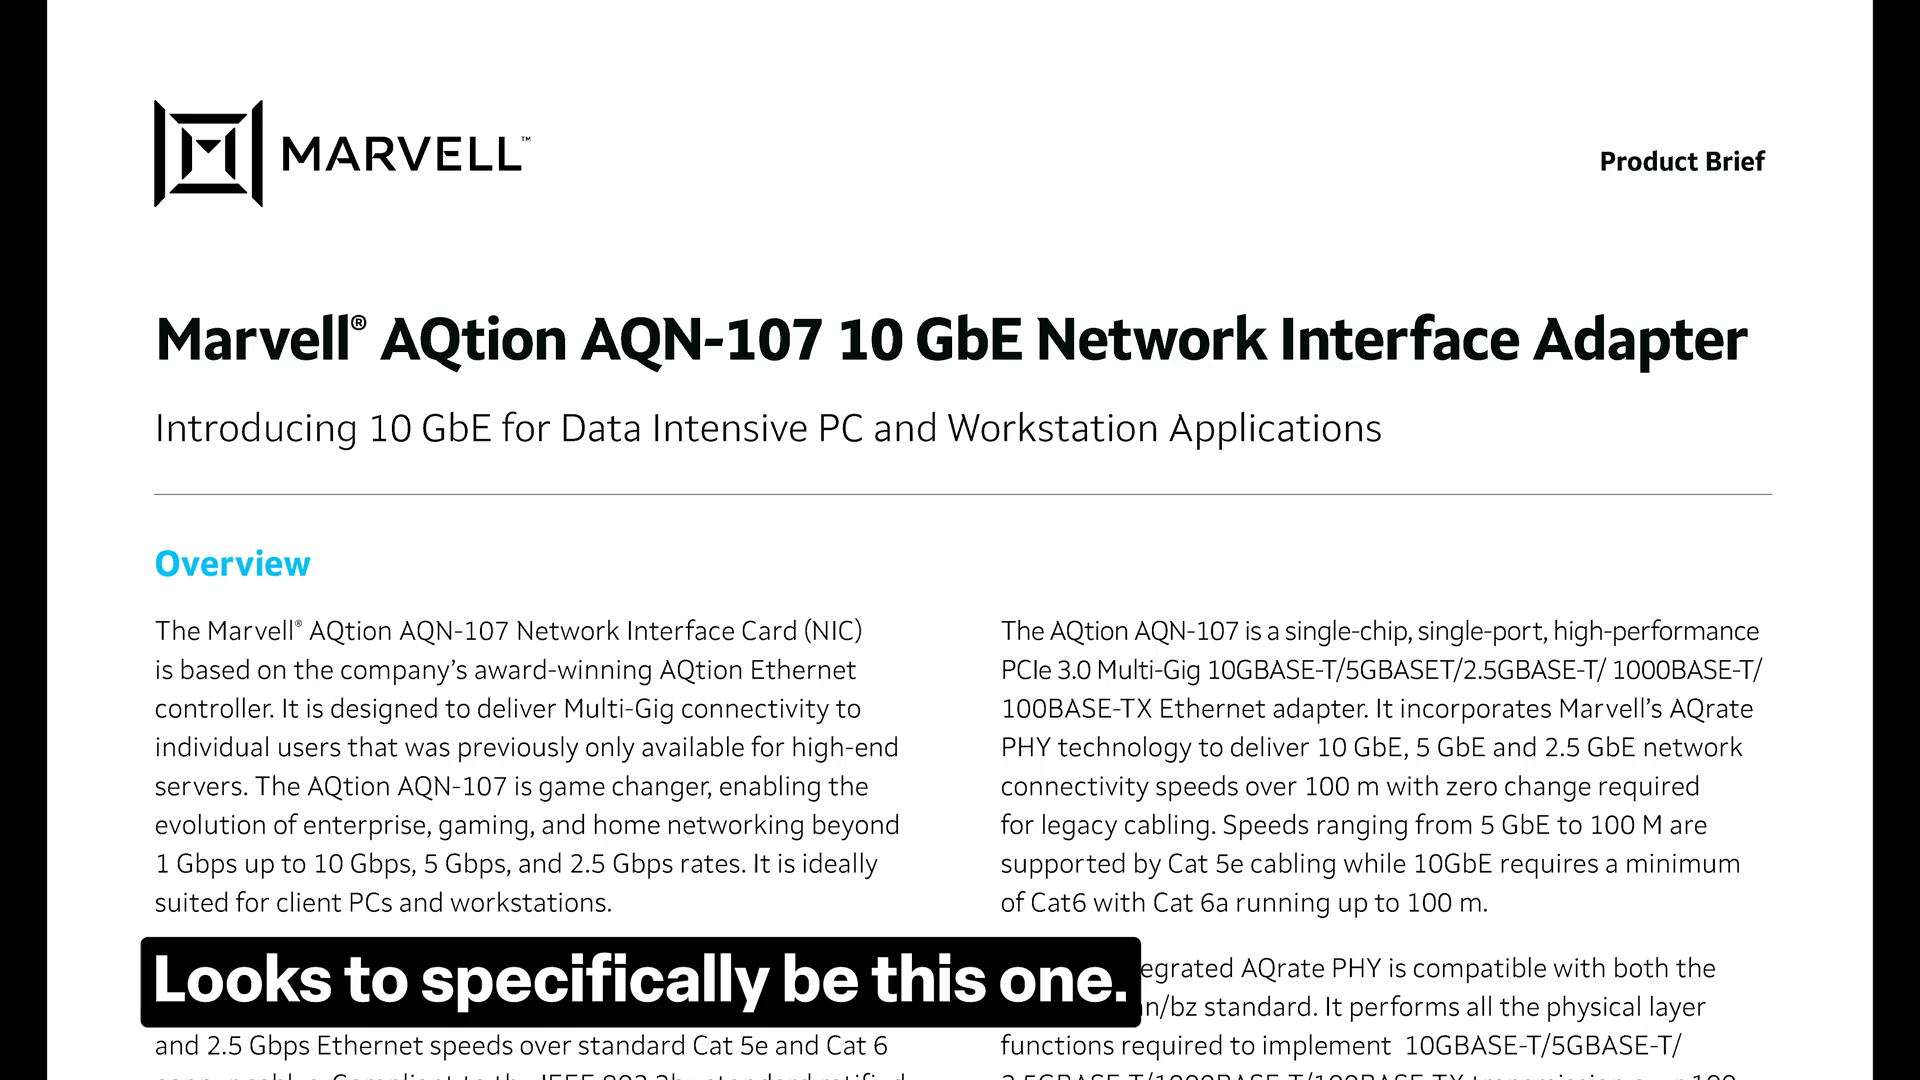 MARVELL™
Product Brief
Marvell® AQtion AQN-107 10 GbE Network Interface Adapter
Introducing 10 GbE for Data Intensive PC and Workstation Applications
Overview
The Marvell® AQtion AQN-107 Network Interface Card (NIC)
is based on the company’s award-winning AQtion Ethernet
controller. It is designed to deliver Multi-Gig connectivity to
individual users that was previously only available for high-end
servers. The AQtion AQN-107 is game changer, enabling the
evolution of enterprise, gaming, and home networking beyond
1 Gbps up to 10 Gbps, 5 Gbps, and 2.5 Gbps rates. It is ideally
suited for client PCs and workstations.
and 2.5 Gbps Ethernet speeds over standard Cat 5e and Cat 6
The AQtion AQN-107 is a single-chip, single-port, high-performance
PCIe 3.0 Multi-Gig 10GBASE-T/5GBASET/2.5GBASE-T/ 1000BASE-T/
100BASE-TX Ethernet adapter. It incorporates Marvell’s AQrate
PHY technology to deliver 10 GbE, 5 GbE and 2.5 GbE network
connectivity speeds over 100 m with zero change required
for legacy cabling. Speeds ranging from 5 GbE to 100 M are
supported by Cat 5e cabling while 10GbE requires a minimum
of Cat6 with Cat 6a running up to 100 m.
AQrate PHY is compatible with both the
standard. It performs all the physical layer
functions required to implement 10GBASE-T/5GBASE-T/
Looks to specifically be this one.